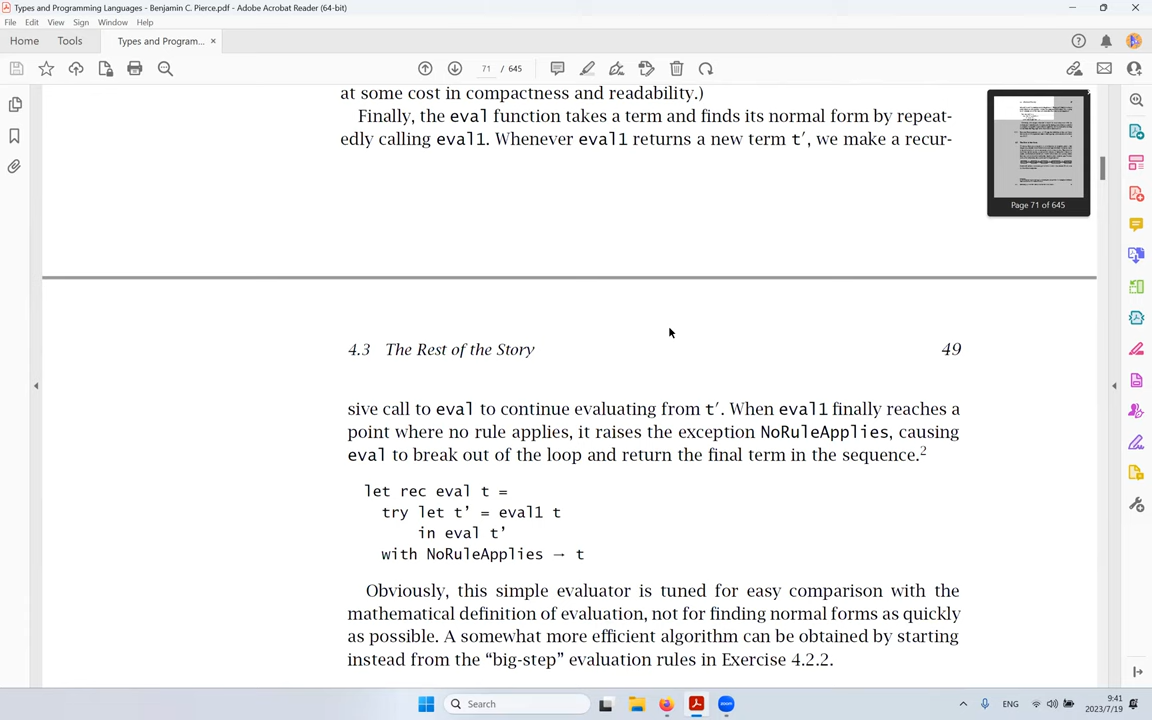 Types and Programming Languages - Benjamin C. Pierce.pdf - Adobe Acrobat Reader (64-bit)
File Edit View Sign Window Help
Home Tools Types and Program... ×
71 / 645
at some cost in compactness and readability.)
Finally, the eval function takes a term and finds its normal form by repeat-
edly calling eval1. Whenever eval1 returns a new term t′, we make a recur-
Page 71 of 645
4.3 The Rest of the Story 49
sive call to eval to continue evaluating from t′. When eval1 finally reaches a
point where no rule applies, it raises the exception NoRuleApplies, causing
eval to break out of the loop and return the final term in the sequence.2
let rec eval t =
try let t’ = eval1 t
in eval t’
with NoRuleApplies → t
Obviously, this simple evaluator is tuned for easy comparison with the
mathematical definition of evaluation, not for finding normal forms as quickly
as possible. A somewhat more efficient algorithm can be obtained by starting
instead from the “big-step” evaluation rules in Exercise 4.2.2.
Search
ENG
9:41
2023/7/19